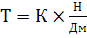 Т = К × Н/Дм